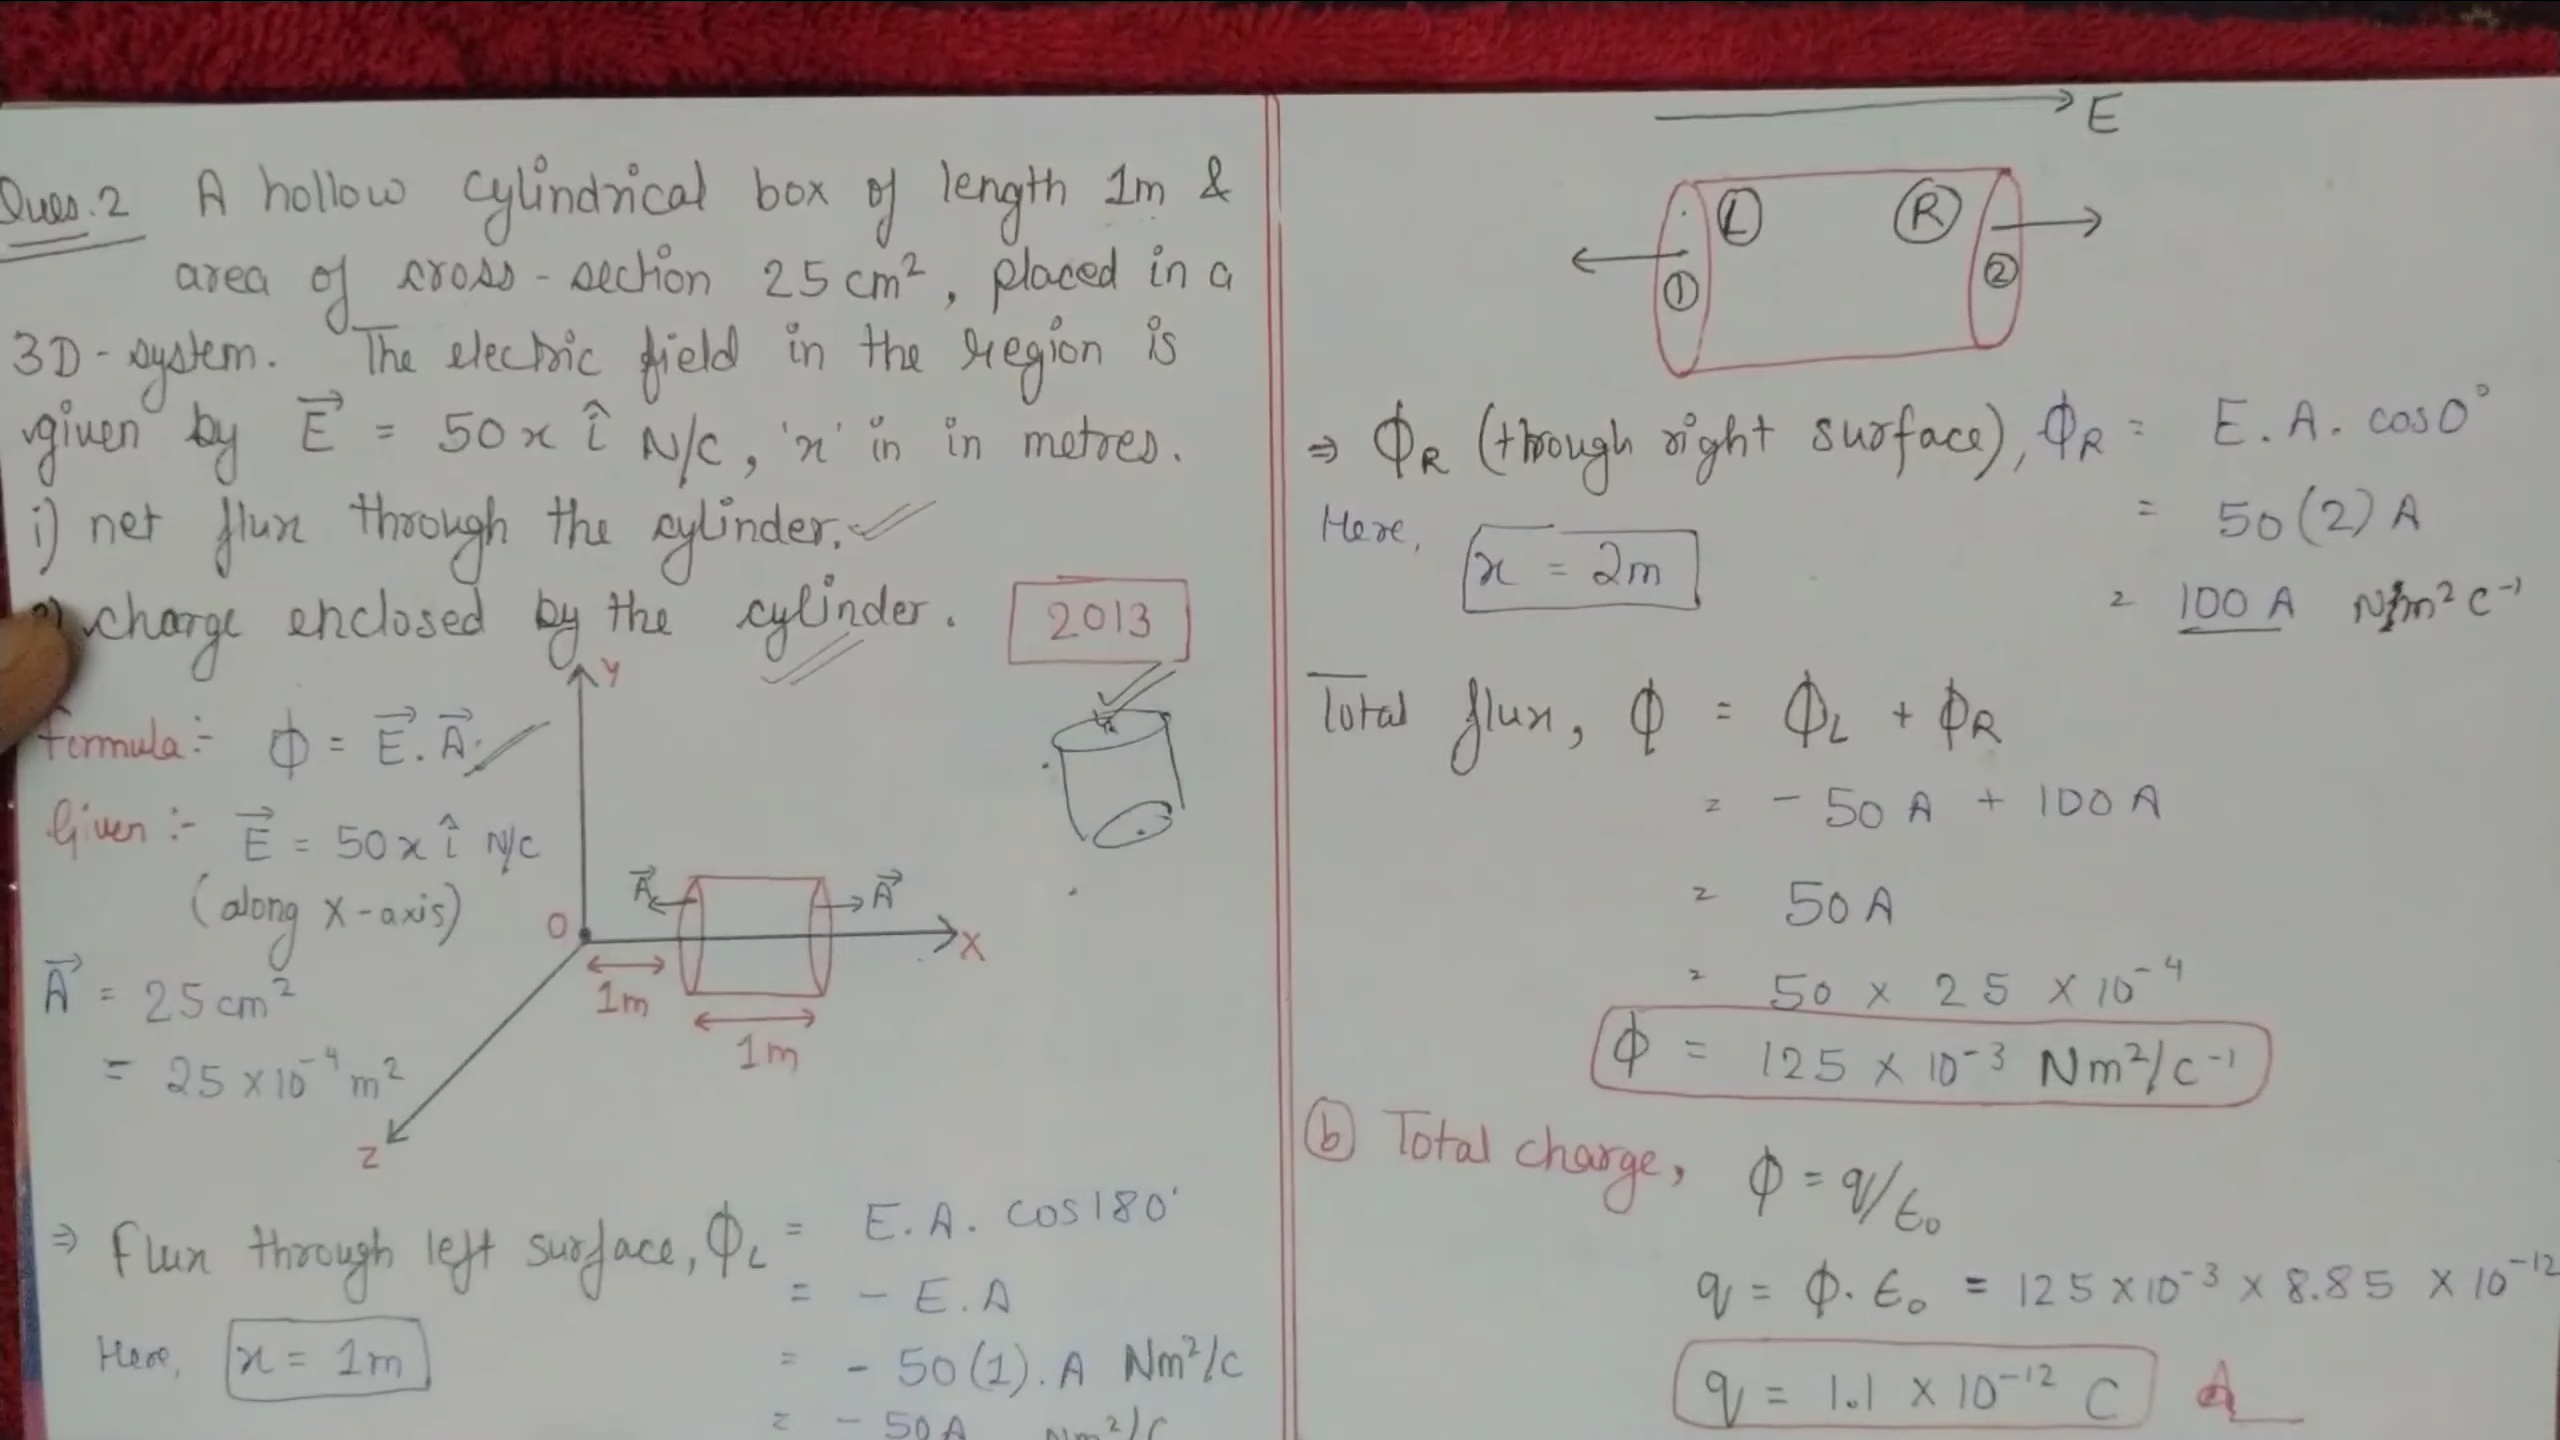 Ques.2 A hollow cylindrical box of length 1m &
area of cross-section 25 cm², placed in a
3D-system. The electric field in the region is
given by E⃗ = 50x î N/C, 'x' in in metres.
i) net flux through the cylinder.
charge enclosed by the cylinder.
2013
Formula:- ϕ = E⃗.A⃗.
Given:- E⃗ = 50x î N/C
(along X-axis)
A⃗ = 25 cm²
= 25 x 10⁻⁴ m²
Y
O
X
Z
A⃗
A⃗
1m
1m
⇒ Flux through left surface, ϕL = E.A. cos180°
= - E.A
Here, x = 1m
= - 50(1).A Nm²/C
= - 50A Nm²/C
E
L
R
①
②
⇒ ϕR (through right surface), ϕR = E.A. cos0°
Here, x = 2m
= 50(2) A
= 100 A Nm²C⁻¹
Total flux, ϕ = ϕL + ϕR
= - 50 A + 100 A
= 50 A
= 50 x 25 x 10⁻⁴
ϕ = 125 x 10⁻³ Nm²/C⁻¹
ⓑ Total charge, ϕ = q/ε₀
q = ϕ.ε₀ = 125 x 10⁻³ x 8.85 x 10⁻¹²
q = 1.1 x 10⁻¹² C